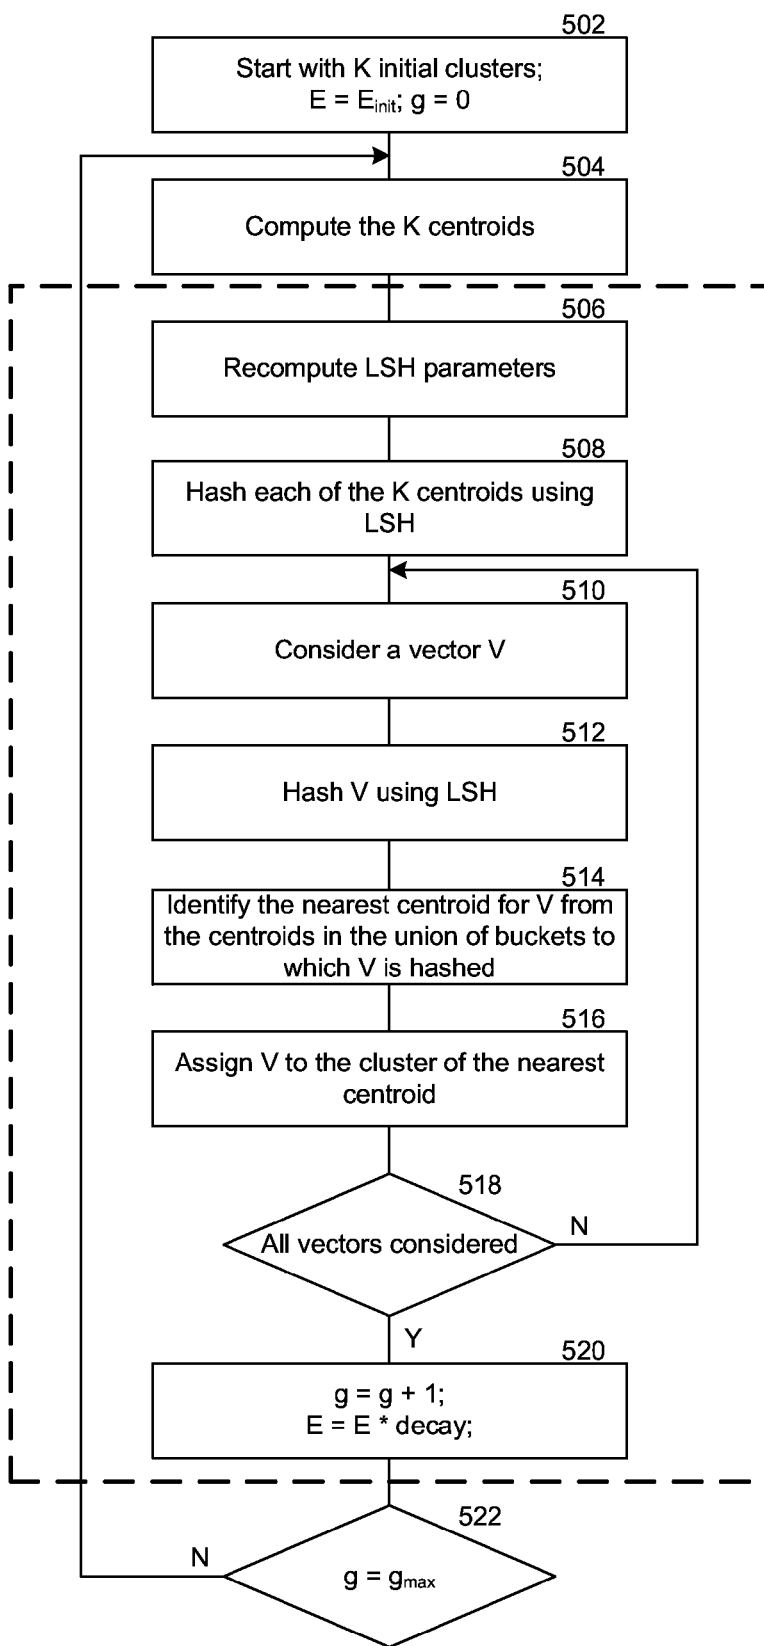 502
Start with K initial clusters;
E = Einit; g = 0
504
Compute the K centroids
506
Recompute LSH parameters
508
Hash each of the K centroids using
LSH
510
Consider a vector V
512
Hash V using LSH
514
Identify the nearest centroid for V from
the centroids in the union of buckets to
which V is hashed
516
Assign V to the cluster of the nearest
centroid
518
All vectors considered
N
Y
520
g = g + 1;
E = E * decay;
522
N
g = gmax